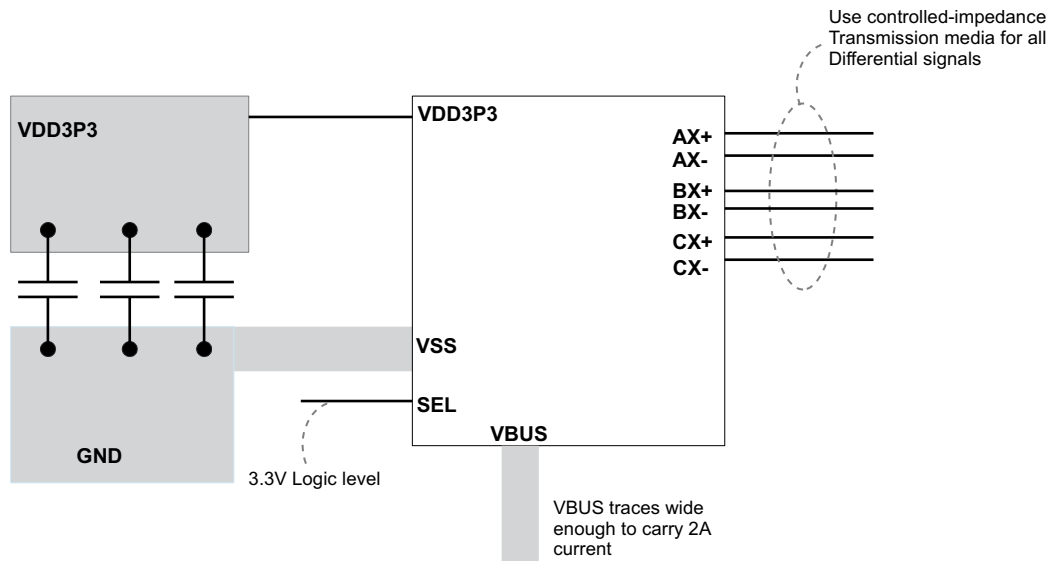 Use controlled-impedance
Transmission media for all
Differential signals
VDD3P3
VDD3P3
AX+
AX-
BX+
BX-
CX+
CX-
VSS
SEL
VBUS
GND
3.3V Logic level
VBUS traces wide
enough to carry 2A
current